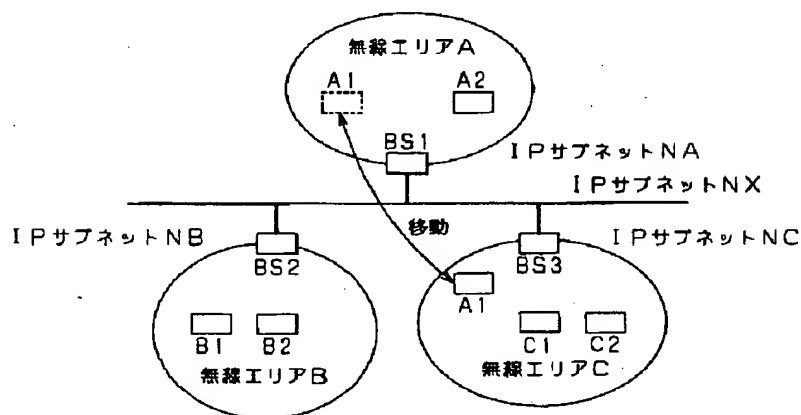 無線エリアA
A1
A2
BS1
IPサブネットNA
IPサブネットNX
IPサブネットNB
移動
IPサブネットNC
BS2
BS3
A1
B1
B2
C1
C2
無線エリアB
無線エリアC